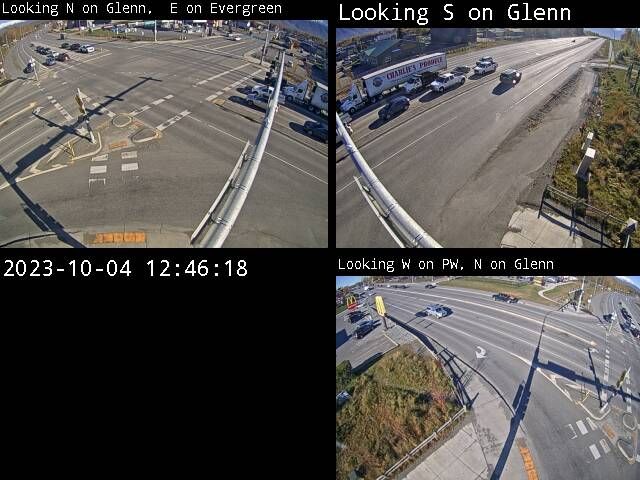 Looking N on Glenn, E on Evergreen
Looking S on Glenn
CHARLIE'S PRODUCE
2023-10-04 12:46:18
Looking W on PW, N on Glenn